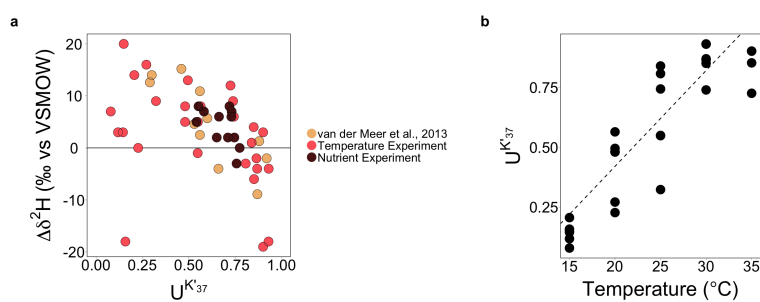 a
b
20
10
0
-10
-20
Δδ²H (‰ vs VSMOW)
0.00 0.25 0.50 0.75 1.00
U^K'37
van der Meer et al., 2013
Temperature Experiment
Nutrient Experiment
0.75
0.50
0.25
U^K'37
15 20 25 30 35
Temperature (°C)